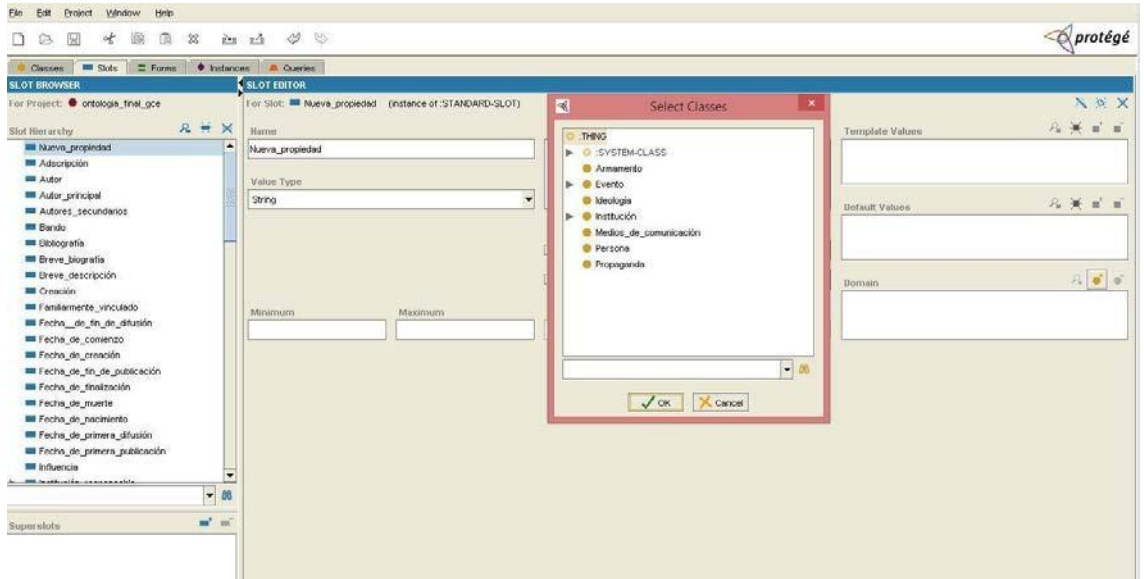 File Edit Project Window Help
protégé
Classes Slots Forms Instances Queries
SLOT BROWSER
For Project: ontologia_final_gce
Slot Hierarchy
Nueva_propiedad
Adscripción
Autor
Autor_principal
Autores_secundarios
Bando
Bibliografía
Breve_biografía
Breve_descripción
Creación
Familiarmente_vinculado
Fecha__de_fin_de_difusión
Fecha_de_comienzo
Fecha_de_creación
Fecha_de_fin_de_publicación
Fecha_de_finalización
Fecha_de_muerte
Fecha_de_nacimiento
Fecha_de_primera_difusión
Fecha_de_primera_publicación
Influencia
Superslots
SLOT EDITOR
For Slot: Nueva_propiedad (instance of :STANDARD-SLOT)
Name
Nueva_propiedad
Value Type
String
Minimum Maximum
Select Classes
:THING
:SYSTEM-CLASS
Armamento
Evento
Ideologia
Institución
Medios_de_comunicación
Persona
Propaganda
OK Cancel
Template Values
Default Values
Domain